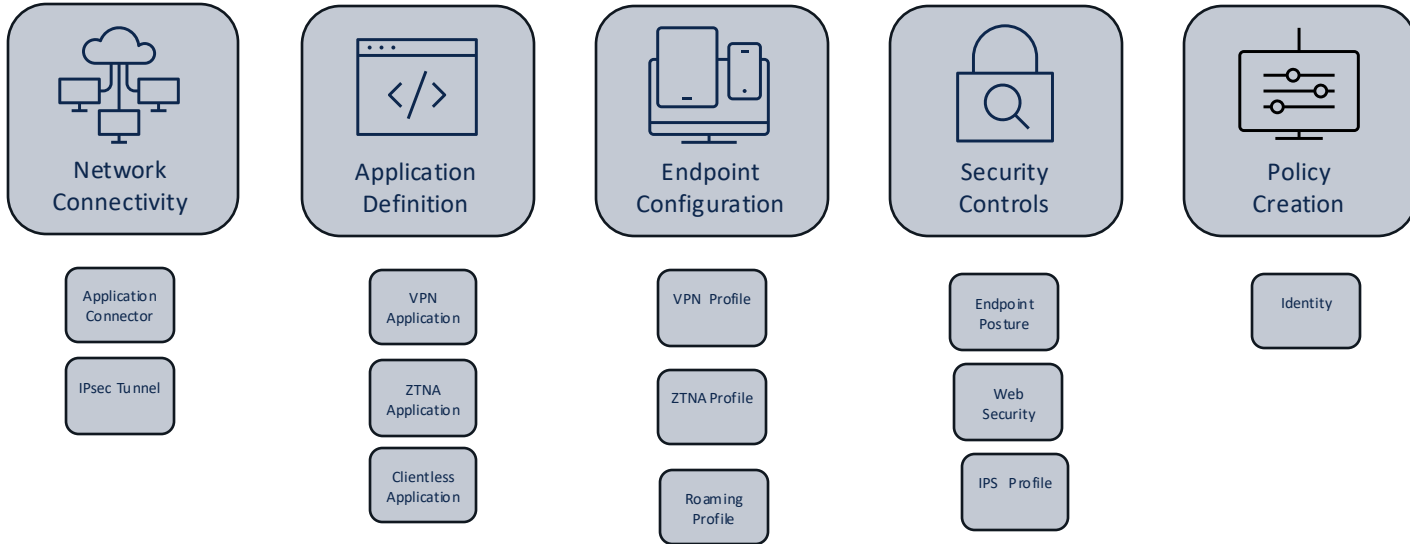 Network
Connectivity
Application
Definition
Endpoint
Configuration
Security
Controls
Policy
Creation
Application
Connector
IPsec Tunnel
VPN
Application
ZTNA
Application
Clientless
Application
VPN Profile
ZTNA Profile
Roaming
Profile
Endpoint
Posture
Web
Security
IPS Profile
Identity